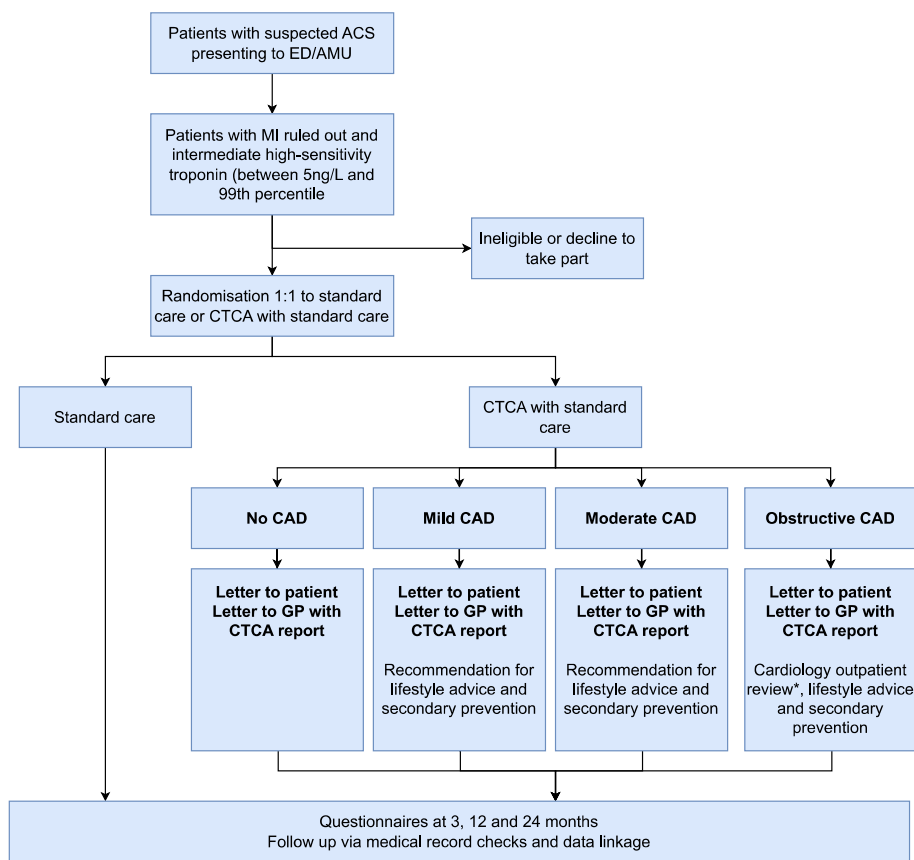 Patients with suspected ACS
presenting to ED/AMU
Patients with MI ruled out and
intermediate high-sensitivity
troponin (between 5ng/L and
99th percentile
Ineligible or decline to
take part
Randomisation 1:1 to standard
care or CTCA with standard care
Standard care
CTCA with standard
care
No CAD
Mild CAD
Moderate CAD
Obstructive CAD
Letter to patient
Letter to GP with
CTCA report
Letter to patient
Letter to GP with
CTCA report
Recommendation for
lifestyle advice and
secondary prevention
Letter to patient
Letter to GP with
CTCA report
Recommendation for
lifestyle advice and
secondary prevention
Letter to patient
Letter to GP with
CTCA report
Cardiology outpatient
review*, lifestyle advice
and secondary
prevention
Questionnaires at 3, 12 and 24 months
Follow up via medical record checks and data linkage